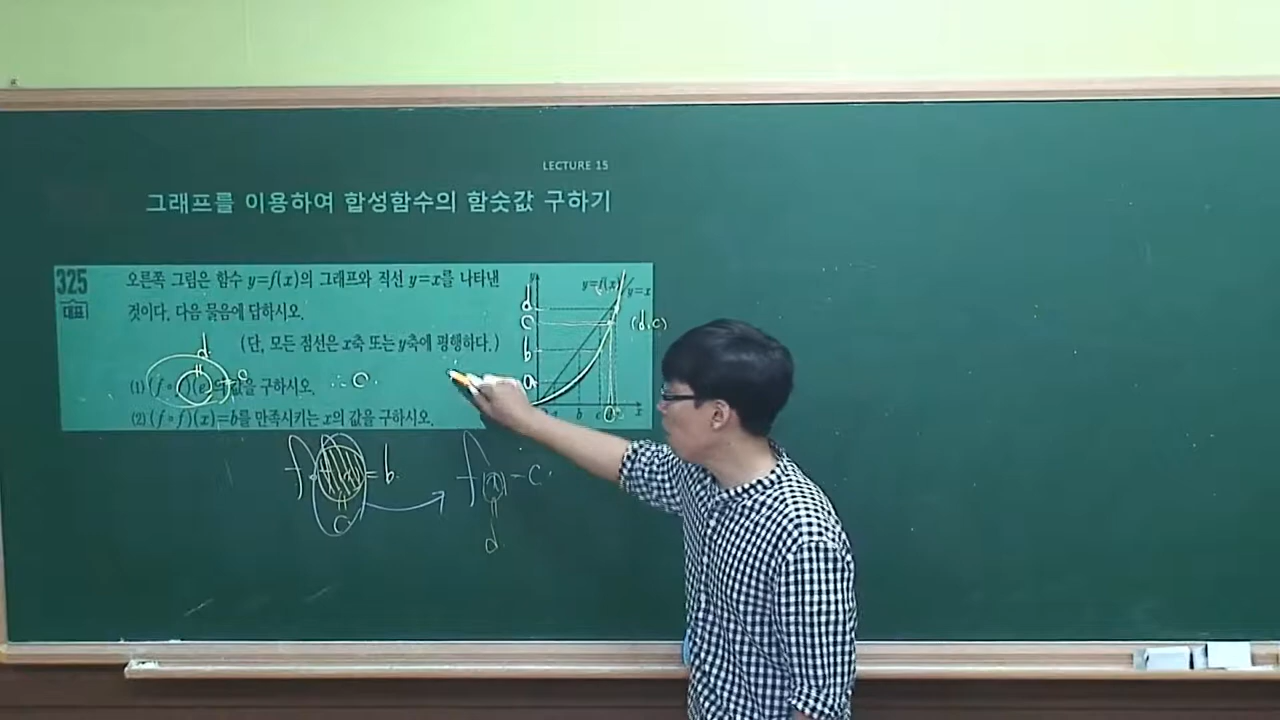 LECTURE 15
그래프를 이용하여 합성함수의 함숫값 구하기
325
대표
오른쪽 그림은 함수 y=f(x)의 그래프와 직선 y=x를 나타낸
것이다. 다음 물음에 답하시오.
(단, 모든 점선은 x축 또는 y축에 평행하다.)
d
(1) (f∘ 값을 구하시오. ∴ c.
(2) (f∘f)(x)=b를 만족시키는 x의 값을 구하시오.
y
y=f(x)
y=x
d
c
(d, c)
b
a
b c x
f = b
c
f = c
d